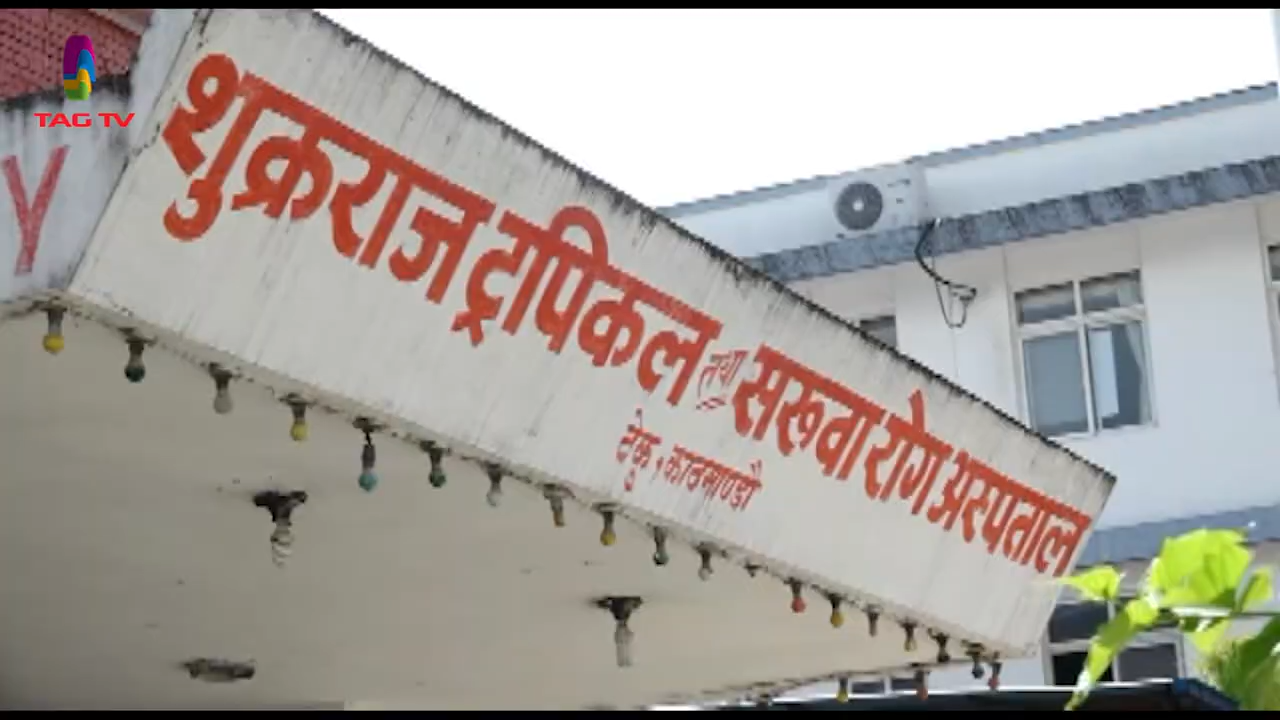 TAG TV
Y
शुक्रराज ट्रपिकल तथा सरूवा रोग अस्पताल
टेकु, काठमाण्डौ